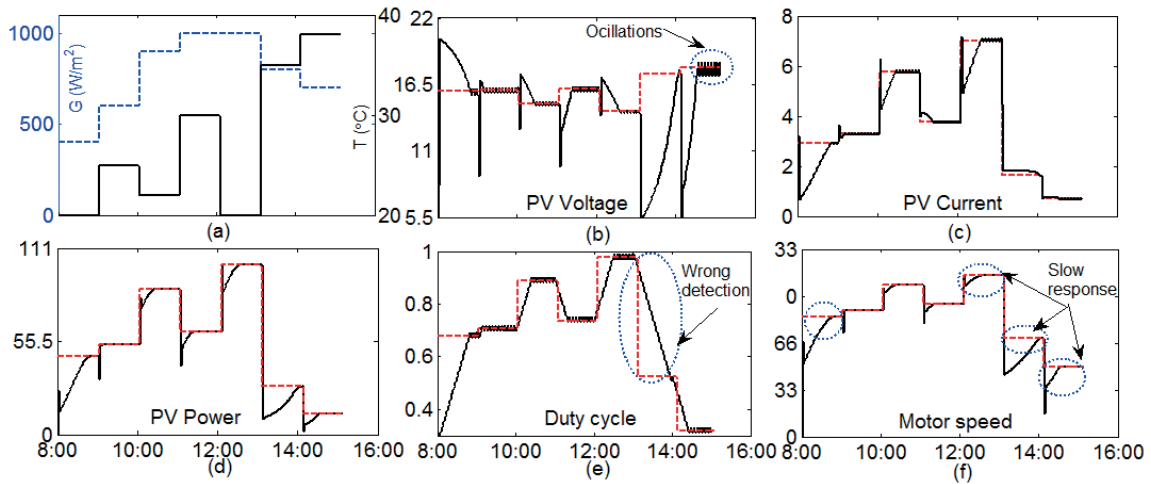 1000
500
0
G (W/m²)
40
30
20
T (°C)
(a)
22
16.5
11
5.5
Ocillations
PV Voltage
(b)
8
6
4
2
0
PV Current
(c)
111
55.5
0
PV Power
8:00 10:00 12:00 14:00 16:00
(d)
1
0.8
0.6
0.4
Wrong
detection
Duty cycle
8:00 10:00 12:00 14:00 16:00
(e)
33
0
66
33
0
Slow
response
Motor speed
8:00 10:00 12:00 14:00 16:00
(f)